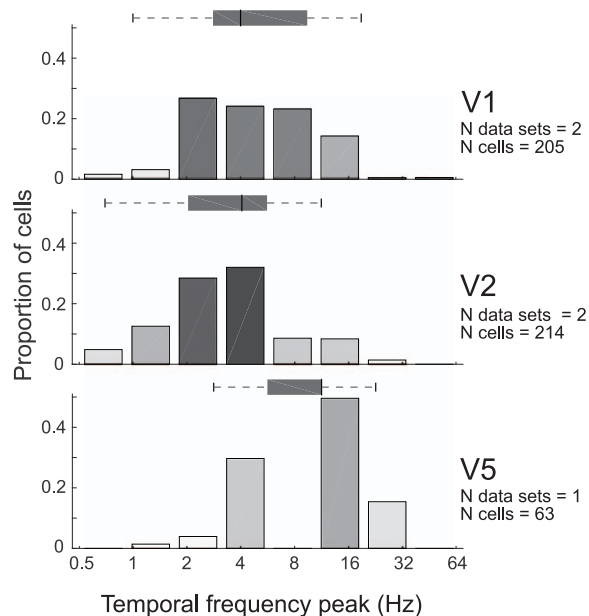 0.4
0.2
0
V1
N data sets = 2
N cells = 205
0.4
0.2
0
V2
N data sets = 2
N cells = 214
Proportion of cells
0.4
0.2
0
V5
N data sets = 1
N cells = 63
0.5 1 2 4 8 16 32 64
Temporal frequency peak (Hz)